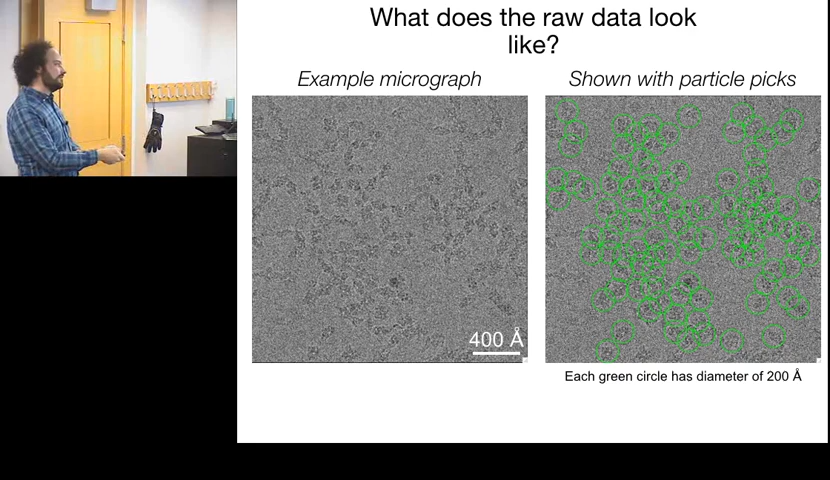 What does the raw data look
like?
Example micrograph
Shown with particle picks
400 Å
Each green circle has diameter of 200 Å